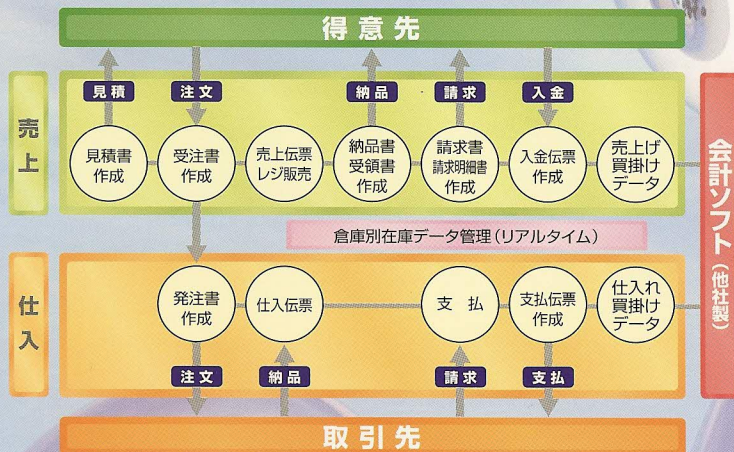 得意先
見積
注文
納品
請求
入金
売上
見積書
作成
受注書
作成
売上伝票
レジ販売
納品書
受領書
作成
請求書
請求明細書
作成
入金伝票
作成
売上げ
買掛け
データ
会計ソフト(他社製)
倉庫別在庫データ管理(リアルタイム)
仕入
発注書
作成
仕入伝票
支払
支払伝票
作成
仕入れ
買掛け
データ
注文
納品
請求
支払
取引先